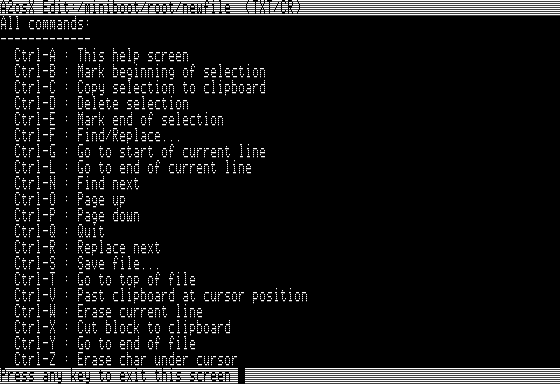 A2osX Edit:/miniboot/root/newfile (TXT/CR)
All commands:
-------------
Ctrl-A : This help screen
Ctrl-B : Mark beginning of selection
Ctrl-C : Copy selection to clipboard
Ctrl-D : Delete selection
Ctrl-E : Mark end of selection
Ctrl-F : Find/Replace...
Ctrl-G : Go to start of current line
Ctrl-L : Go to end of current line
Ctrl-N : Find next
Ctrl-O : Page up
Ctrl-P : Page down
Ctrl-Q : Quit
Ctrl-R : Replace next
Ctrl-S : Save file...
Ctrl-T : Go to top of file
Ctrl-V : Past clipboard at cursor position
Ctrl-W : Erase current line
Ctrl-X : Cut block to clipboard
Ctrl-Y : Go to end of file
Ctrl-Z : Erase char under cursor
Press any key to exit this screen